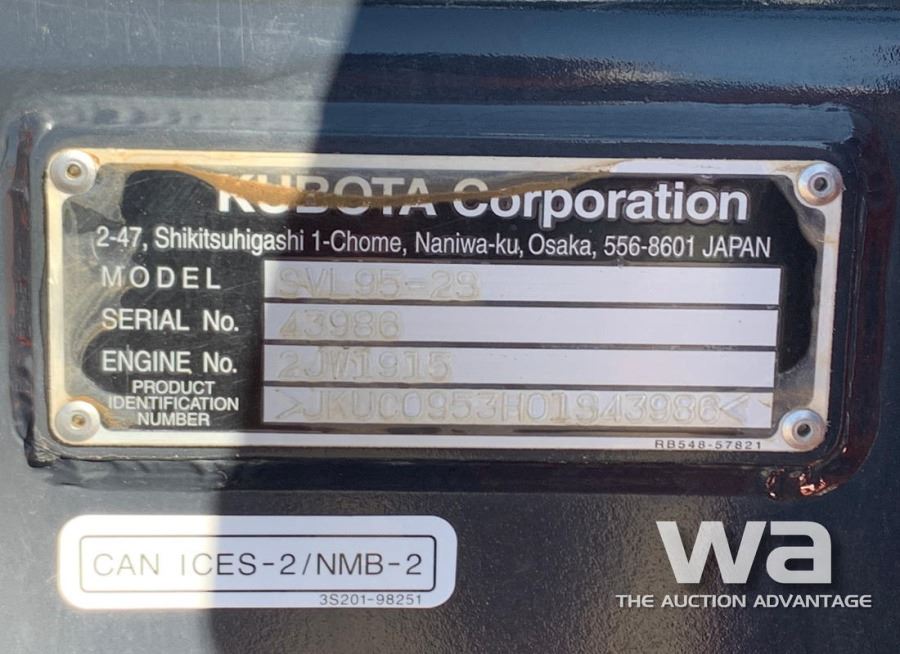 KUBOTA Corporation
2-47, Shikitsuhigashi 1-Chome, Naniwa-ku, Osaka, 556-8601 JAPAN
MODEL SVL95-2S
SERIAL No. 43986
ENGINE No. 2JW1915
PRODUCT
IDENTIFICATION
NUMBER
>JKUC0953H01S43986<
RB548-57821
CAN ICES-2/NMB-2
3S201-98251
wa
THE AUCTION ADVANTAGE